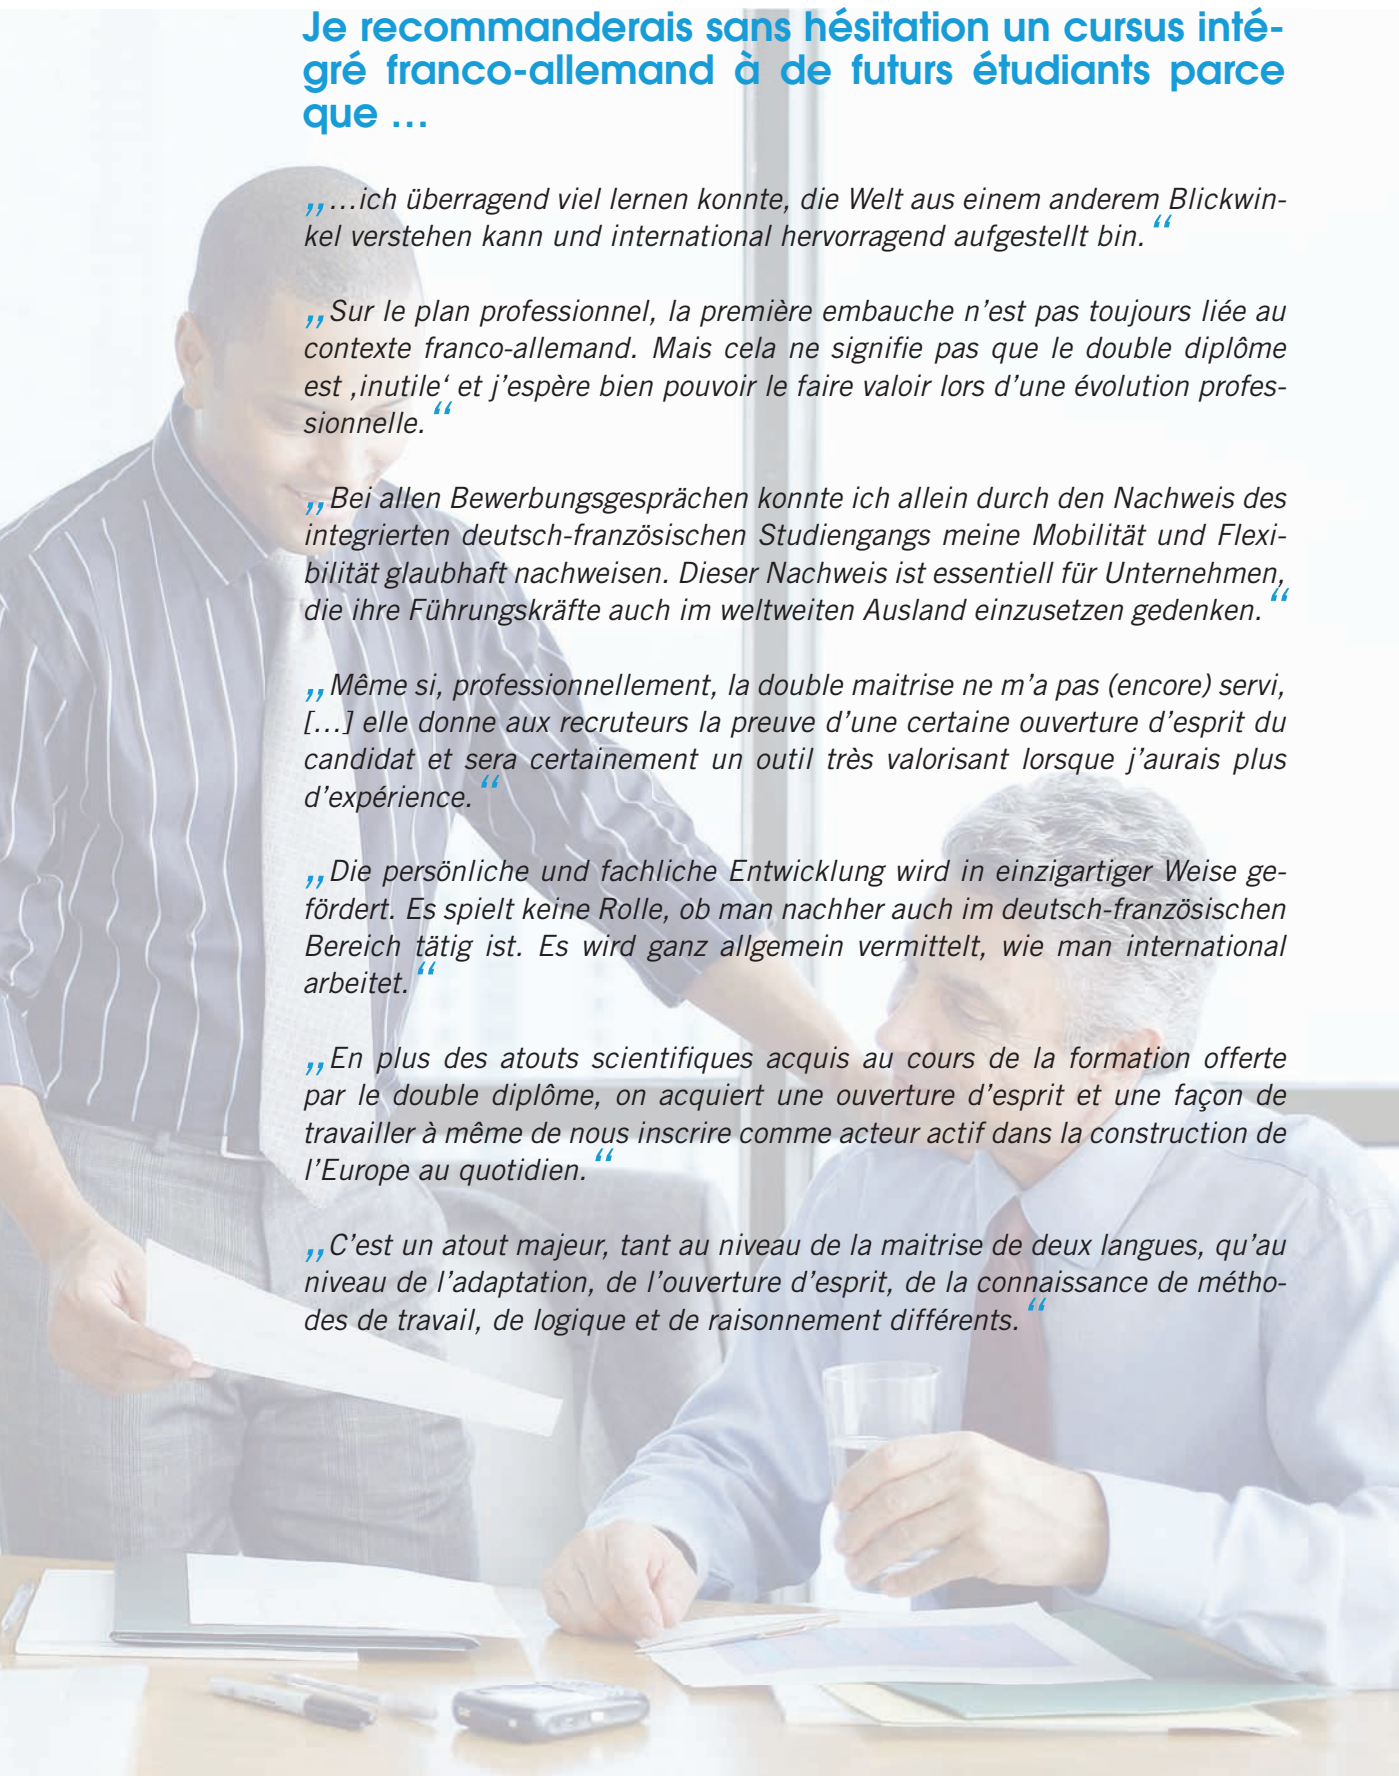 Je recommanderais sans hésitation un cursus inté-
gré franco-allemand à de futurs étudiants parce
que ...
„...ich überragend viel lernen konnte, die Welt aus einem anderem Blickwin-
kel verstehen kann und international hervorragend aufgestellt bin.“
„Sur le plan professionnel, la première embauche n’est pas toujours liée au
contexte franco-allemand. Mais cela ne signifie pas que le double diplôme
est ‚inutile‘ et j’espère bien pouvoir le faire valoir lors d’une évolution profes-
sionnelle.“
„Bei allen Bewerbungsgesprächen konnte ich allein durch den Nachweis des
integrierten deutsch-französischen Studiengangs meine Mobilität und Flexi-
bilität glaubhaft nachweisen. Dieser Nachweis ist essentiell für Unternehmen,
die ihre Führungskräfte auch im weltweiten Ausland einzusetzen gedenken.“
„Même si, professionnellement, la double maitrise ne m’a pas (encore) servi,
[...] elle donne aux recruteurs la preuve d’une certaine ouverture d’esprit du
candidat et sera certainement un outil très valorisant lorsque j’aurais plus
d’expérience.“
„Die persönliche und fachliche Entwicklung wird in einzigartiger Weise ge-
fördert. Es spielt keine Rolle, ob man nachher auch im deutsch-französischen
Bereich tätig ist. Es wird ganz allgemein vermittelt, wie man international
arbeitet.“
„En plus des atouts scientifiques acquis au cours de la formation offerte
par le double diplôme, on acquiert une ouverture d’esprit et une façon de
travailler à même de nous inscrire comme acteur actif dans la construction de
l’Europe au quotidien.“
„C’est un atout majeur, tant au niveau de la maitrise de deux langues, qu’au
niveau de l’adaptation, de l’ouverture d’esprit, de la connaissance de métho-
des de travail, de logique et de raisonnement différents.“